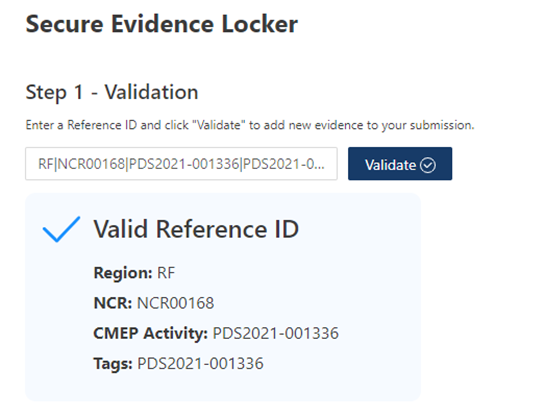 Secure Evidence Locker
Step 1 - Validation
Enter a Reference ID and click "Validate" to add new evidence to your submission.
RF|NCR00168|PDS2021-001336|PDS2021-0...
Validate
Valid Reference ID
Region: RF
NCR: NCR00168
CMEP Activity: PDS2021-001336
Tags: PDS2021-001336